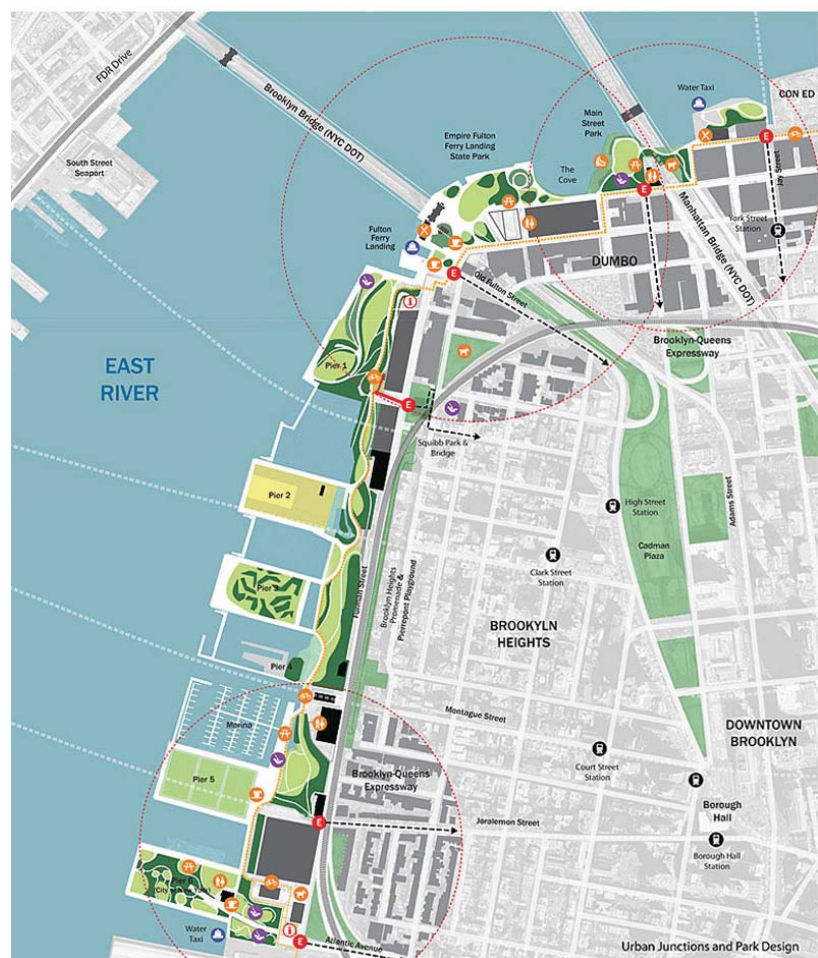 FDR Drive
Brooklyn Bridge (NYC DOT)
South Street
Seaport
Empire Fulton
Ferry Landing
State Park
The
Cove
Main
Street
Park
Water Taxi
CON ED
E
Jay Street
York Street
Station
Manhattan Bridge (NYC DOT)
E
DUMBO
Fulton
Ferry
Landing
E
Old Fulton Street
i
Brooklyn-Queens
Expressway
EAST
RIVER
Pier 1
E
Squibb Park &
Bridge
Pier 2
High Street
Station
Adams Street
Cadman
Plaza
Clark Street
Station
Pier 3
Furman Street
Brooklyn Heights
Promenade &
Pierrepont Playground
BROOKYLN
HEIGHTS
Pier 4
Montague Street
Marina
DOWNTOWN
BROOKLYN
Court Street
Station
Pier 5
Brooklyn-Queens
Expressway
E
Joralemon Street
Borough
Hall
Borough Hall
Station
Pier 6
Water
Taxi
i
E
Atlantic Avenue
Urban Junctions and Park Design